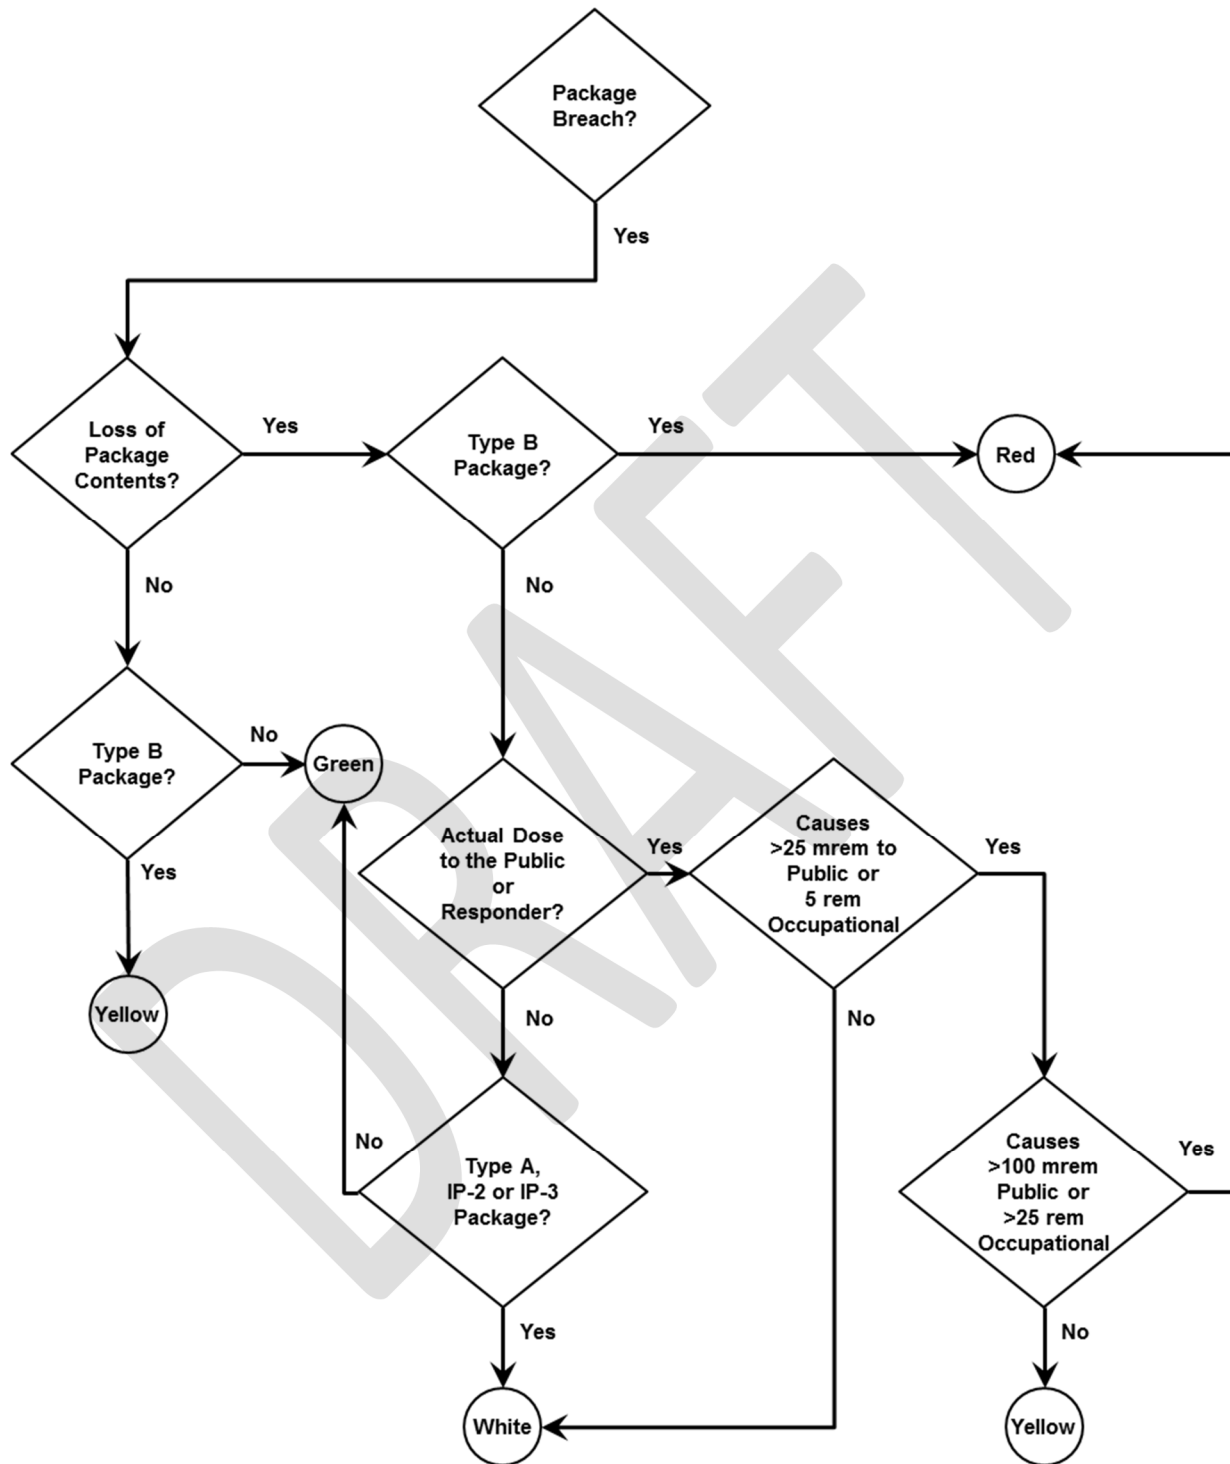 Package
Breach?
Yes
Loss of
Package
Contents?
Yes
Type B
Package?
Yes
Red
No
No
Type B
Package?
No
Green
Yes
Yellow
Actual Dose
to the Public
or
Responder?
Yes
Causes
>25 mrem to
Public or
5 rem
Occupational
Yes
No
No
No
Type A,
IP-2 or IP-3
Package?
Causes
>100 mrem
Public or
>25 rem
Occupational
Yes
Yes
No
White
Yellow
DRAFT